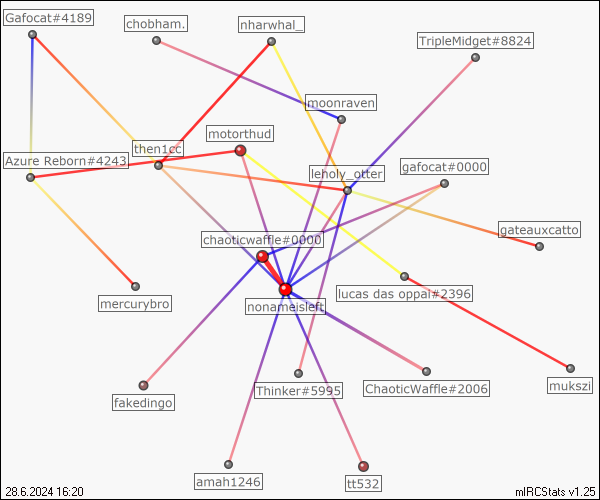 Gafocat#4189
chobham.
nharwhal_
TripleMidget#8824
moonraven
motorthud
then1cc
Azure Reborn#4243
leholy_otter
gafocat#0000
chaoticwaffle#0000
gateauxcatto
mercurybro
nonameisleft
lucas das oppai#2396
fakedingo
Thinker#5995
ChaoticWaffle#2006
mukszi
amah1246
tt532
28.6.2024 16:20
mIRCStats v1.25